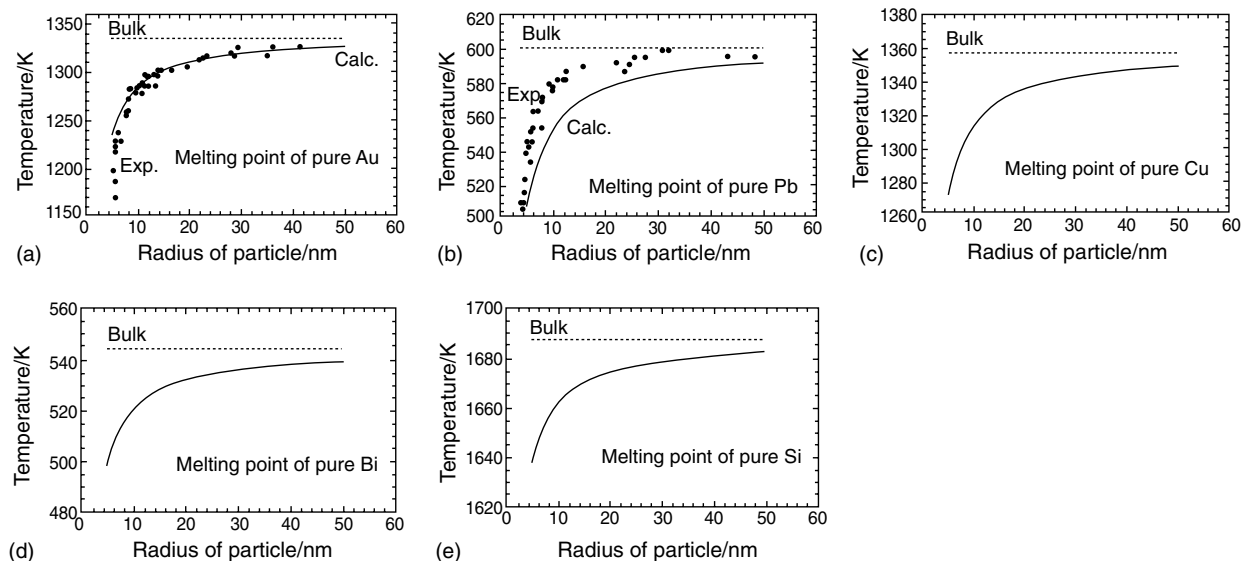 1350
1300
1250
1200
1150
Temperature/K
Bulk
Calc.
Exp.
Melting point of pure Au
0 10 20 30 40 50 60
Radius of particle/nm
(a)
620
600
580
560
540
520
500
Temperature/K
Bulk
Exp.
Calc.
Melting point of pure Pb
0 10 20 30 40 50 60
Radius of particle/nm
(b)
1380
1360
1340
1320
1300
1280
1260
Temperature/K
Bulk
Melting point of pure Cu
0 10 20 30 40 50 60
Radius of particle/nm
(c)
560
540
520
500
480
Temperature/K
Bulk
Melting point of pure Bi
0 10 20 30 40 50 60
Radius of particle/nm
(d)
1700
1680
1660
1640
1620
Temperature/K
Bulk
Melting point of pure Si
0 10 20 30 40 50 60
Radius of particle/nm
(e)